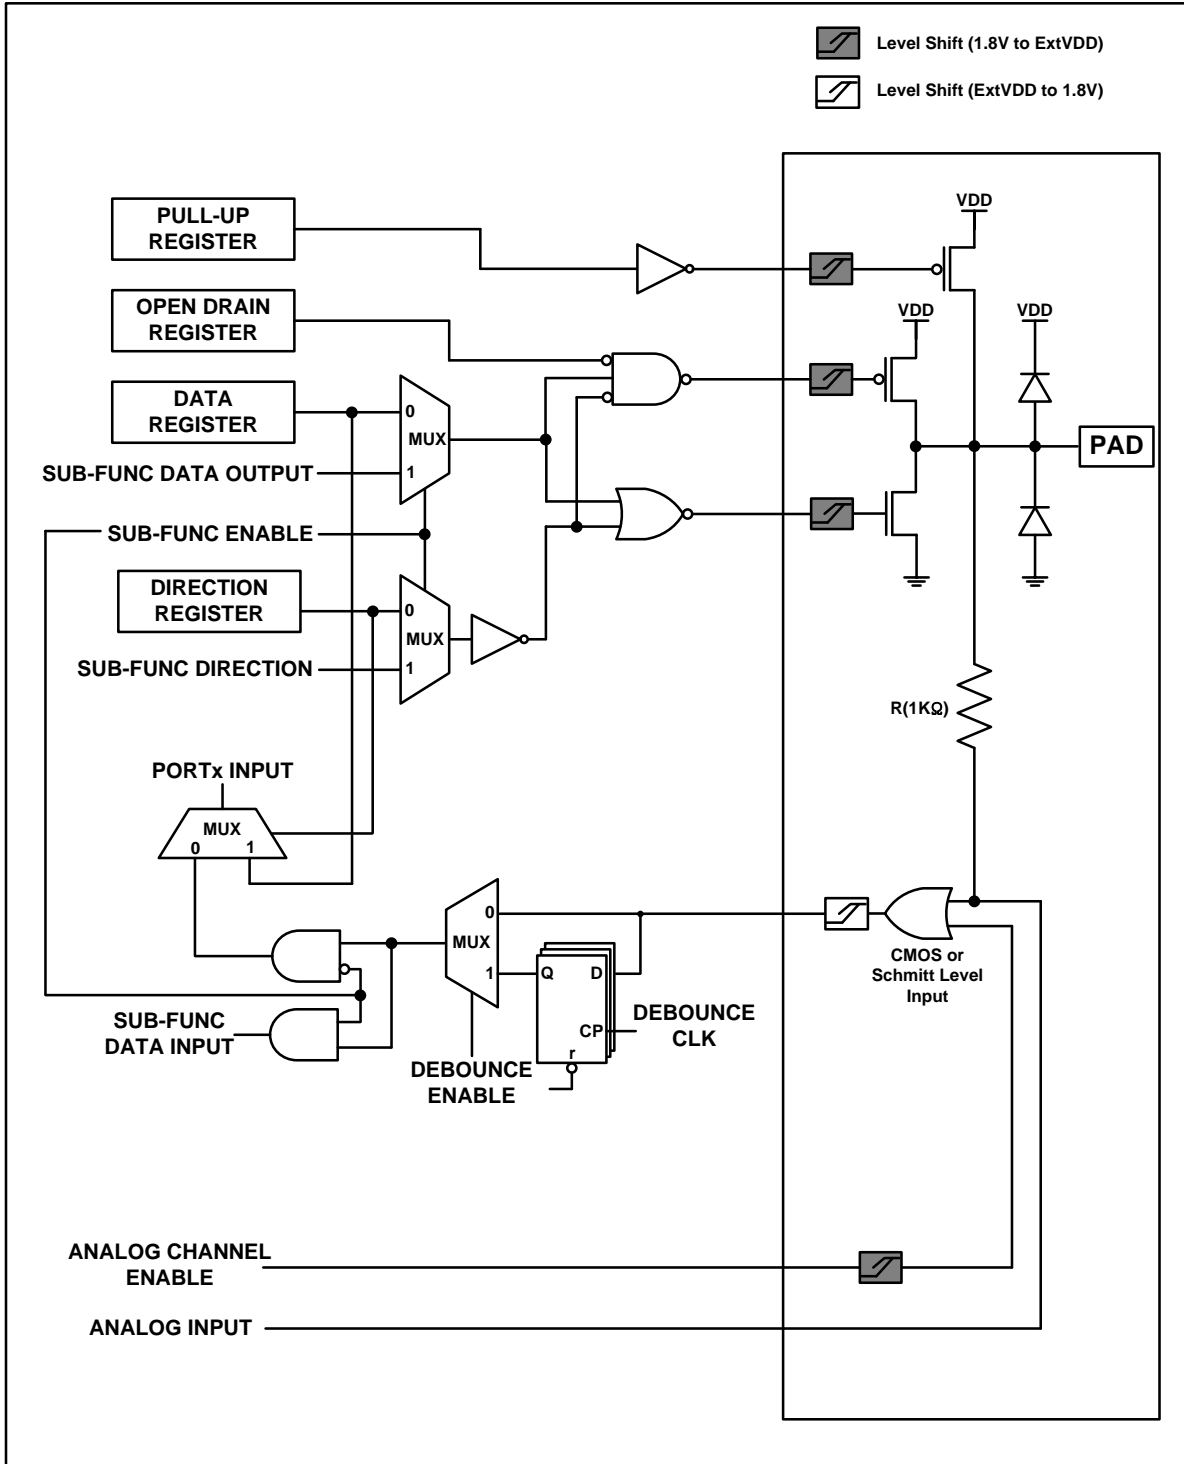 Level Shift (1.8V to ExtVDD)
Level Shift (ExtVDD to 1.8V)
VDD
PULL-UP
REGISTER
OPEN DRAIN
REGISTER
VDD
VDD
DATA
REGISTER
0
MUX
1
PAD
SUB-FUNC DATA OUTPUT
SUB-FUNC ENABLE
DIRECTION
REGISTER
0
MUX
1
SUB-FUNC DIRECTION
R(1KΩ)
PORTx INPUT
MUX
0
1
0
MUX
1
Q
D
CP
r
CMOS or
Schmitt Level
Input
SUB-FUNC
DATA INPUT
DEBOUNCE
CLK
DEBOUNCE
ENABLE
ANALOG CHANNEL
ENABLE
ANALOG INPUT